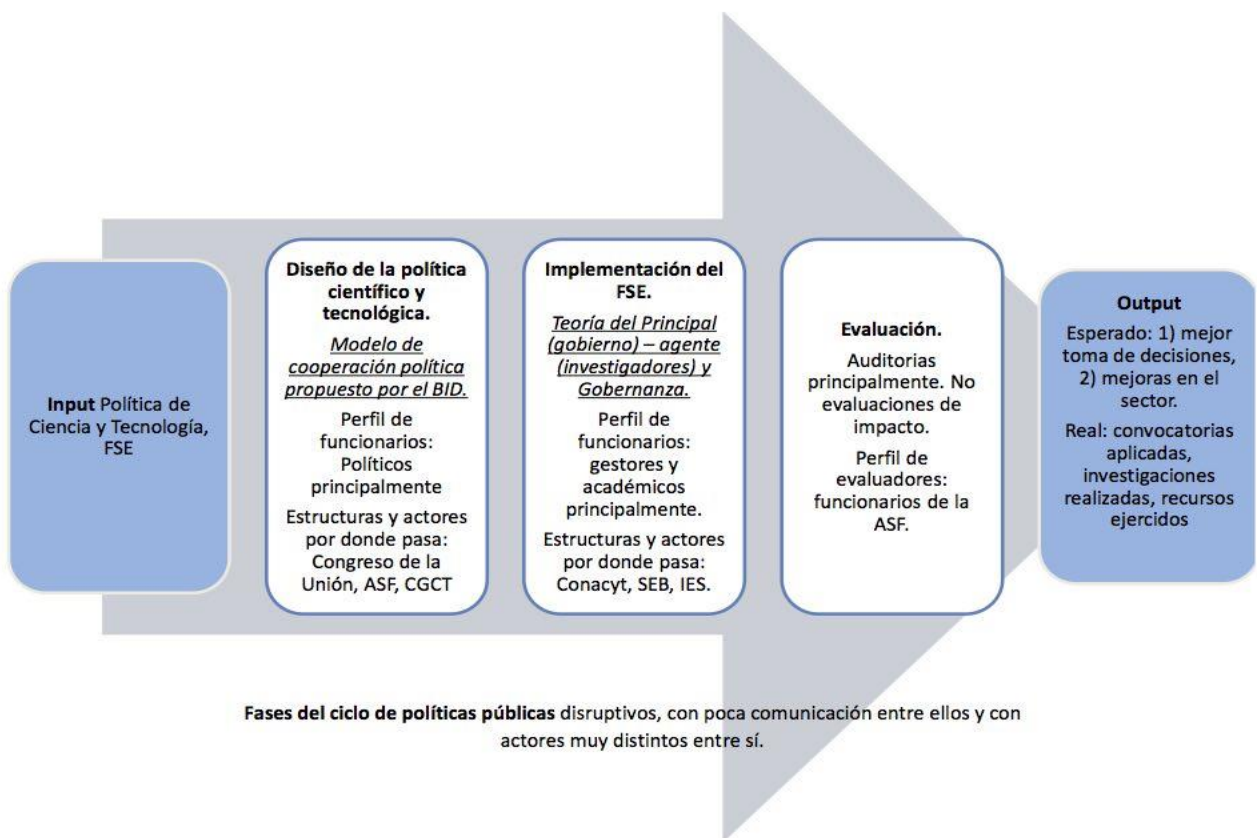 Input Política de
Ciencia y Tecnología,
FSE
Diseño de la política
científico y
tecnológica.
Modelo de
cooperación política
propuesto por el BID.
Perfil de
funcionarios:
Políticos
principalmente
Estructuras y actores
por donde pasa:
Congreso de la
Unión, ASF, CGCT
Implementación del
FSE.
Teoría del Principal
(gobierno) – agente
(investigadores) y
Gobernanza.
Perfil de
funcionarios:
gestores y
académicos
principalmente.
Estructuras y actores
por donde pasa:
Conacyt, SEB, IES.
Evaluación.
Auditorias
principalmente. No
evaluaciones de
impacto.
Perfil de
evaluadores:
funcionarios de la
ASF.
Output
Esperado: 1) mejor
toma de decisiones,
2) mejoras en el
sector.
Real: convocatorias
aplicadas,
investigaciones
realizadas, recursos
ejercidos
Fases del ciclo de políticas públicas disruptivos, con poca comunicación entre ellos y con
actores muy distintos entre sí.